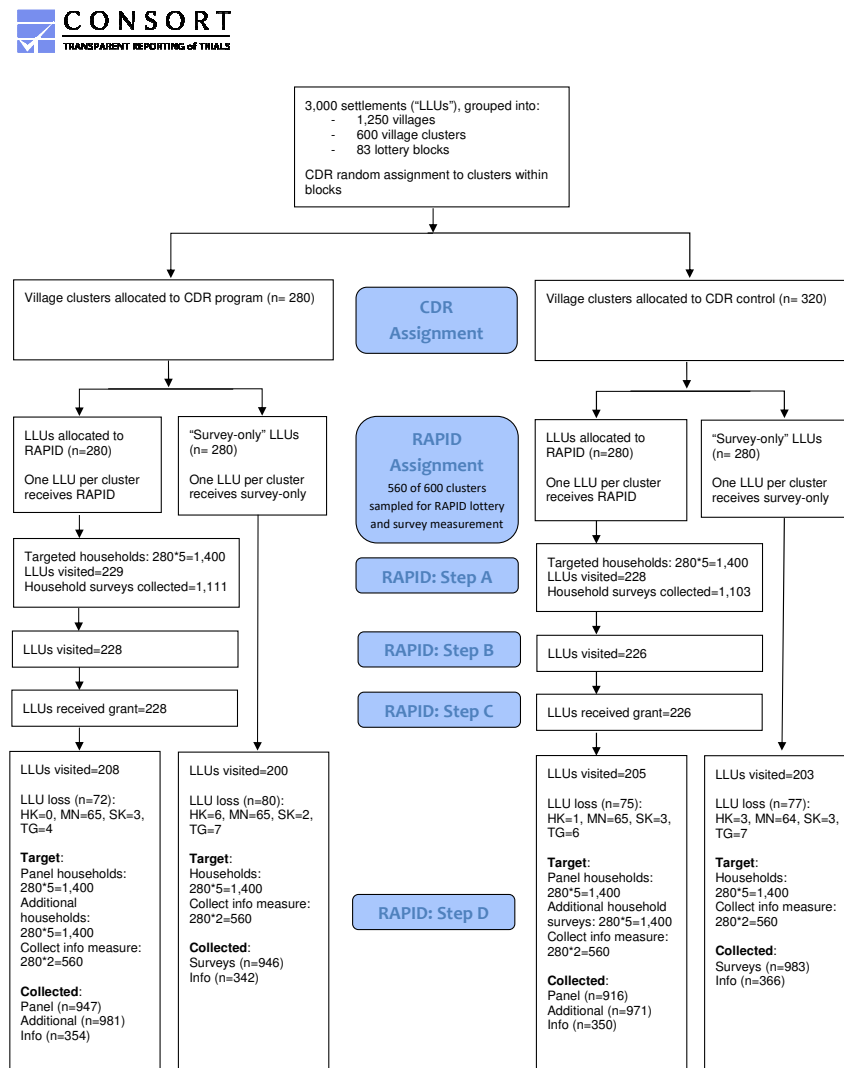 CONSORT
TRANSPARENT REPORTING of TRIALS
3,000 settlements (“LLUs”), grouped into:
- 1,250 villages
- 600 village clusters
- 83 lottery blocks
CDR random assignment to clusters within
blocks
Village clusters allocated to CDR program (n= 280)
CDR
Assignment
Village clusters allocated to CDR control (n= 320)
LLUs allocated to
RAPID (n=280)
One LLU per cluster
receives RAPID
“Survey-only” LLUs
(n= 280)
One LLU per cluster
receives survey-only
RAPID
Assignment
560 of 600 clusters
sampled for RAPID lottery
and survey measurement
LLUs allocated to
RAPID (n=280)
One LLU per cluster
receives RAPID
“Survey-only” LLUs
(n= 280)
One LLU per cluster
receives survey-only
Targeted households: 280*5=1,400
LLUs visited=229
Household surveys collected=1,111
RAPID: Step A
Targeted households: 280*5=1,400
LLUs visited=228
Household surveys collected=1,103
LLUs visited=228
RAPID: Step B
LLUs visited=226
LLUs received grant=228
RAPID: Step C
LLUs received grant=226
LLUs visited=208
LLU loss (n=72):
HK=0, MN=65, SK=3,
TG=4
Target:
Panel households:
280*5=1,400
Additional
households:
280*5=1,400
Collect info measure:
280*2=560
Collected:
Panel (n=947)
Additional (n=981)
Info (n=354)
LLUs visited=200
LLU loss (n=80):
HK=6, MN=65, SK=2,
TG=7
Target:
Households:
280*5=1,400
Collect info measure:
280*2=560
Collected:
Surveys (n=946)
Info (n=342)
RAPID: Step D
LLUs visited=205
LLU loss (n=75):
HK=1, MN=65, SK=3,
TG=6
Target:
Panel households:
280*5=1,400
Additional household
surveys: 280*5=1,400
Collect info measure:
280*2=560
Collected:
Panel (n=916)
Additional (n=971)
Info (n=350)
LLUs visited=203
LLU loss (n=77):
HK=3, MN=64, SK=3,
TG=7
Target:
Households:
280*5=1,400
Collect info measure:
280*2=560
Collected:
Surveys (n=983)
Info (n=366)